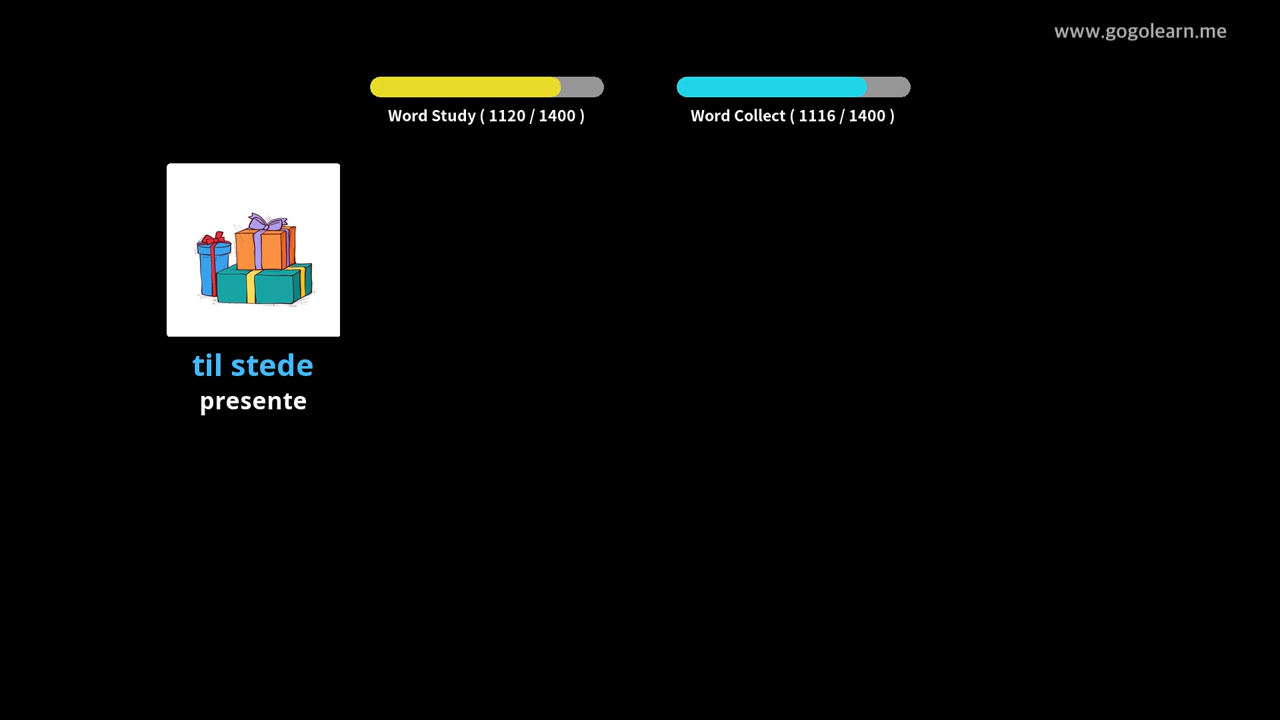 www.gogolearn.me
Word Study ( 1120 / 1400 )
Word Collect ( 1116 / 1400 )
til stede
presente